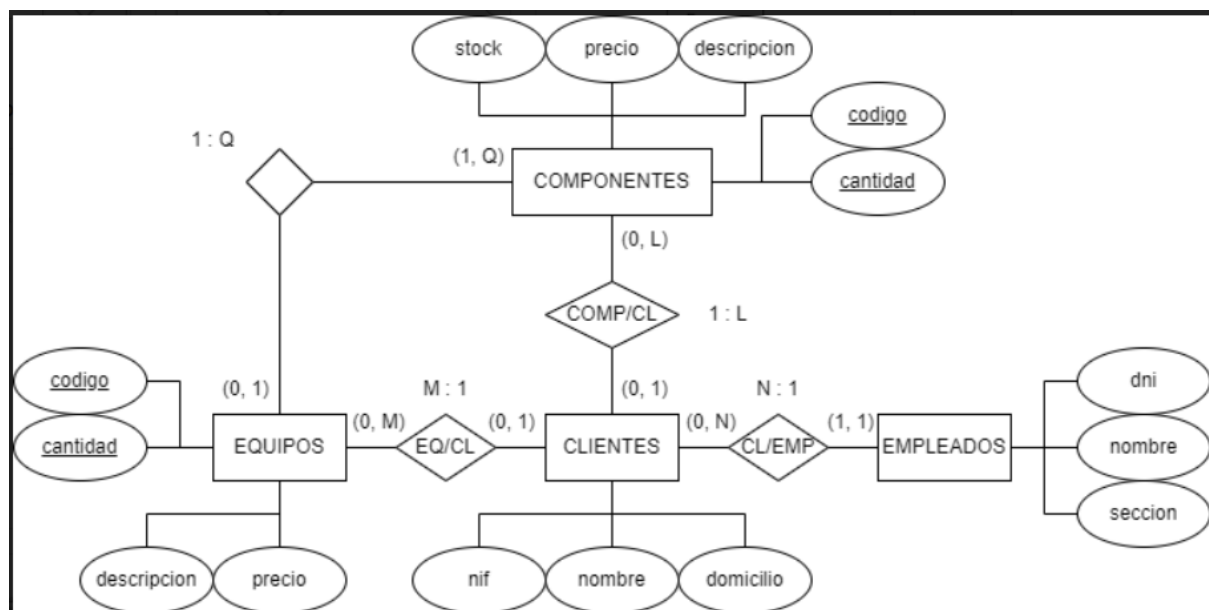 stock
precio
descripcion
codigo
1 : Q
(1, Q)
COMPONENTES
cantidad
(0, L)
COMP/CL
1 : L
codigo
(0, 1)
M : 1
(0, 1)
N : 1
dni
cantidad
EQUIPOS
(0, M)
EQ/CL
(0, 1)
CLIENTES
(0, N)
CL/EMP
(1, 1)
EMPLEADOS
nombre
seccion
descripcion
precio
nif
nombre
domicilio